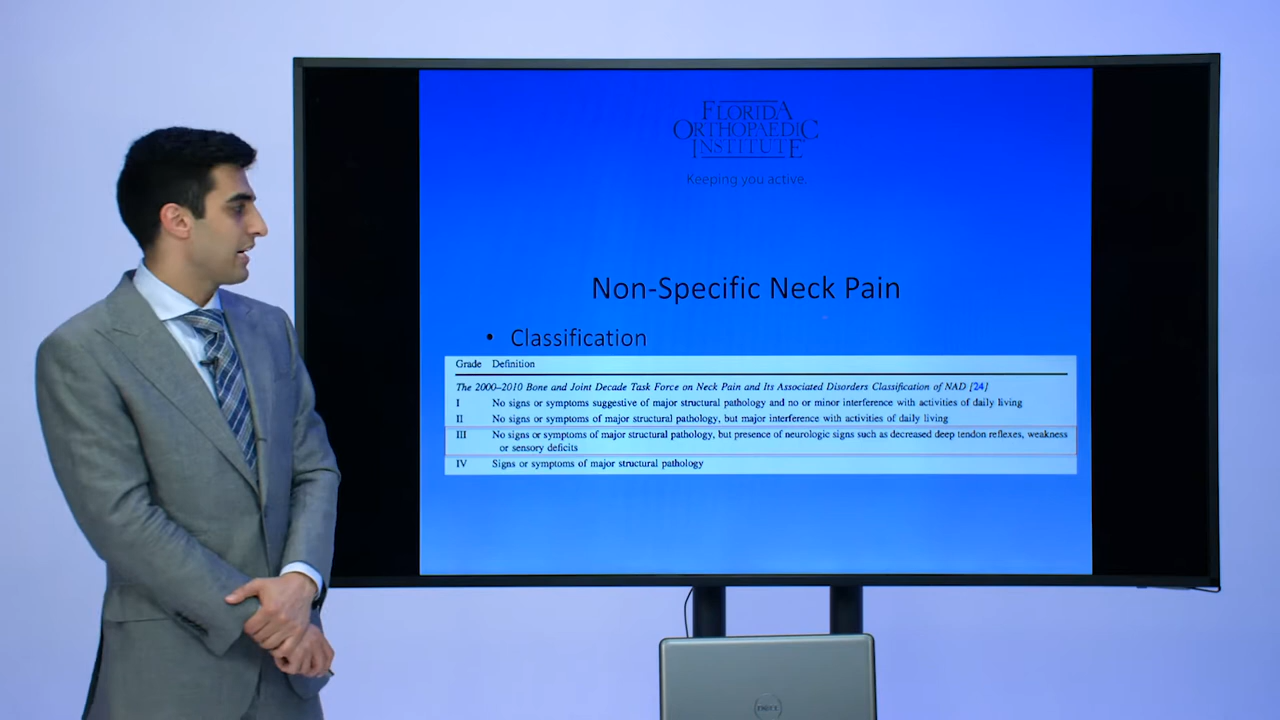 FLORIDA
ORTHOPAEDIC
INSTITUTE
Keeping you active.
Non-Specific Neck Pain
• Classification
Grade Definition
The 2000–2010 Bone and Joint Decade Task Force on Neck Pain and Its Associated Disorders Classification of NAD [24]
I No signs or symptoms suggestive of major structural pathology and no or minor interference with activities of daily living
II No signs or symptoms of major structural pathology, but major interference with activities of daily living
III No signs or symptoms of major structural pathology, but presence of neurologic signs such as decreased deep tendon reflexes, weakness
or sensory deficits
IV Signs or symptoms of major structural pathology
DELL